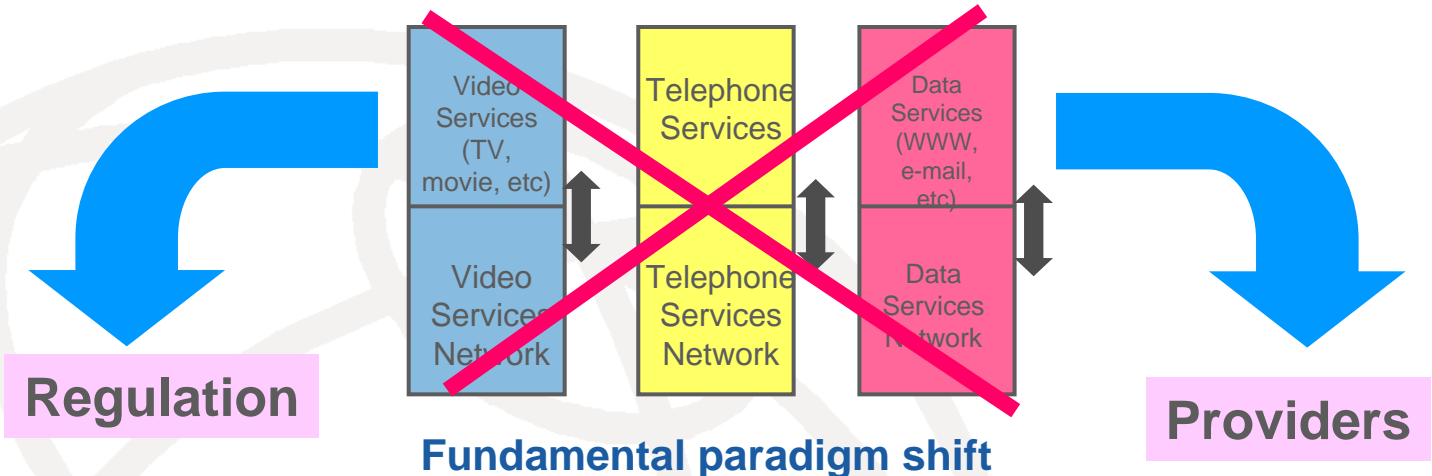 Video
Services
(TV,
movie, etc)
Telephone
Services
Data
Services
(WWW,
e-mail,
etc)
Video
Services
Network
Telephone
Services
Network
Data
Services
Network
Regulation
Providers
Fundamental paradigm shift